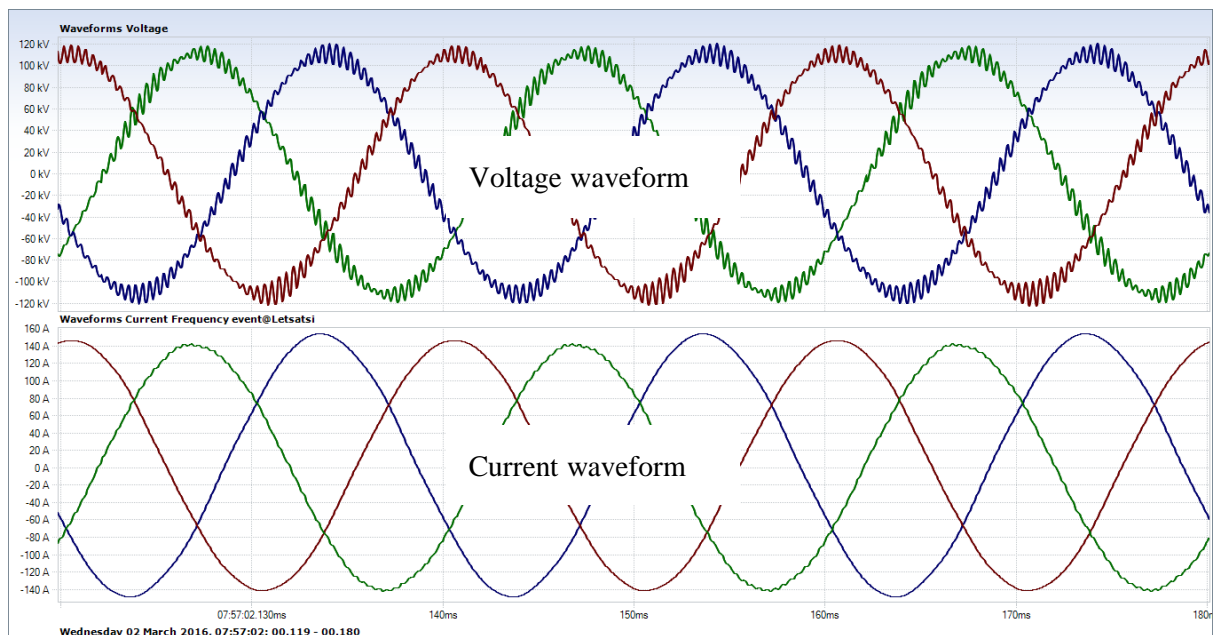 Waveforms Voltage
120 kV
100 kV
80 kV
60 kV
40 kV
20 kV
0 kV
-20 kV
-40 kV
-60 kV
-80 kV
-100 kV
-120 kV
Voltage waveform
Waveforms Current Frequency event@Letsatsi
160 A
140 A
120 A
100 A
80 A
60 A
40 A
20 A
0 A
-20 A
-40 A
-60 A
-80 A
-100 A
-120 A
-140 A
Current waveform
07:57:02.130ms 140ms 150ms 160ms 170ms 180m
Wednesday 02 March 2016, 07:57:02: 00.119 - 00.180